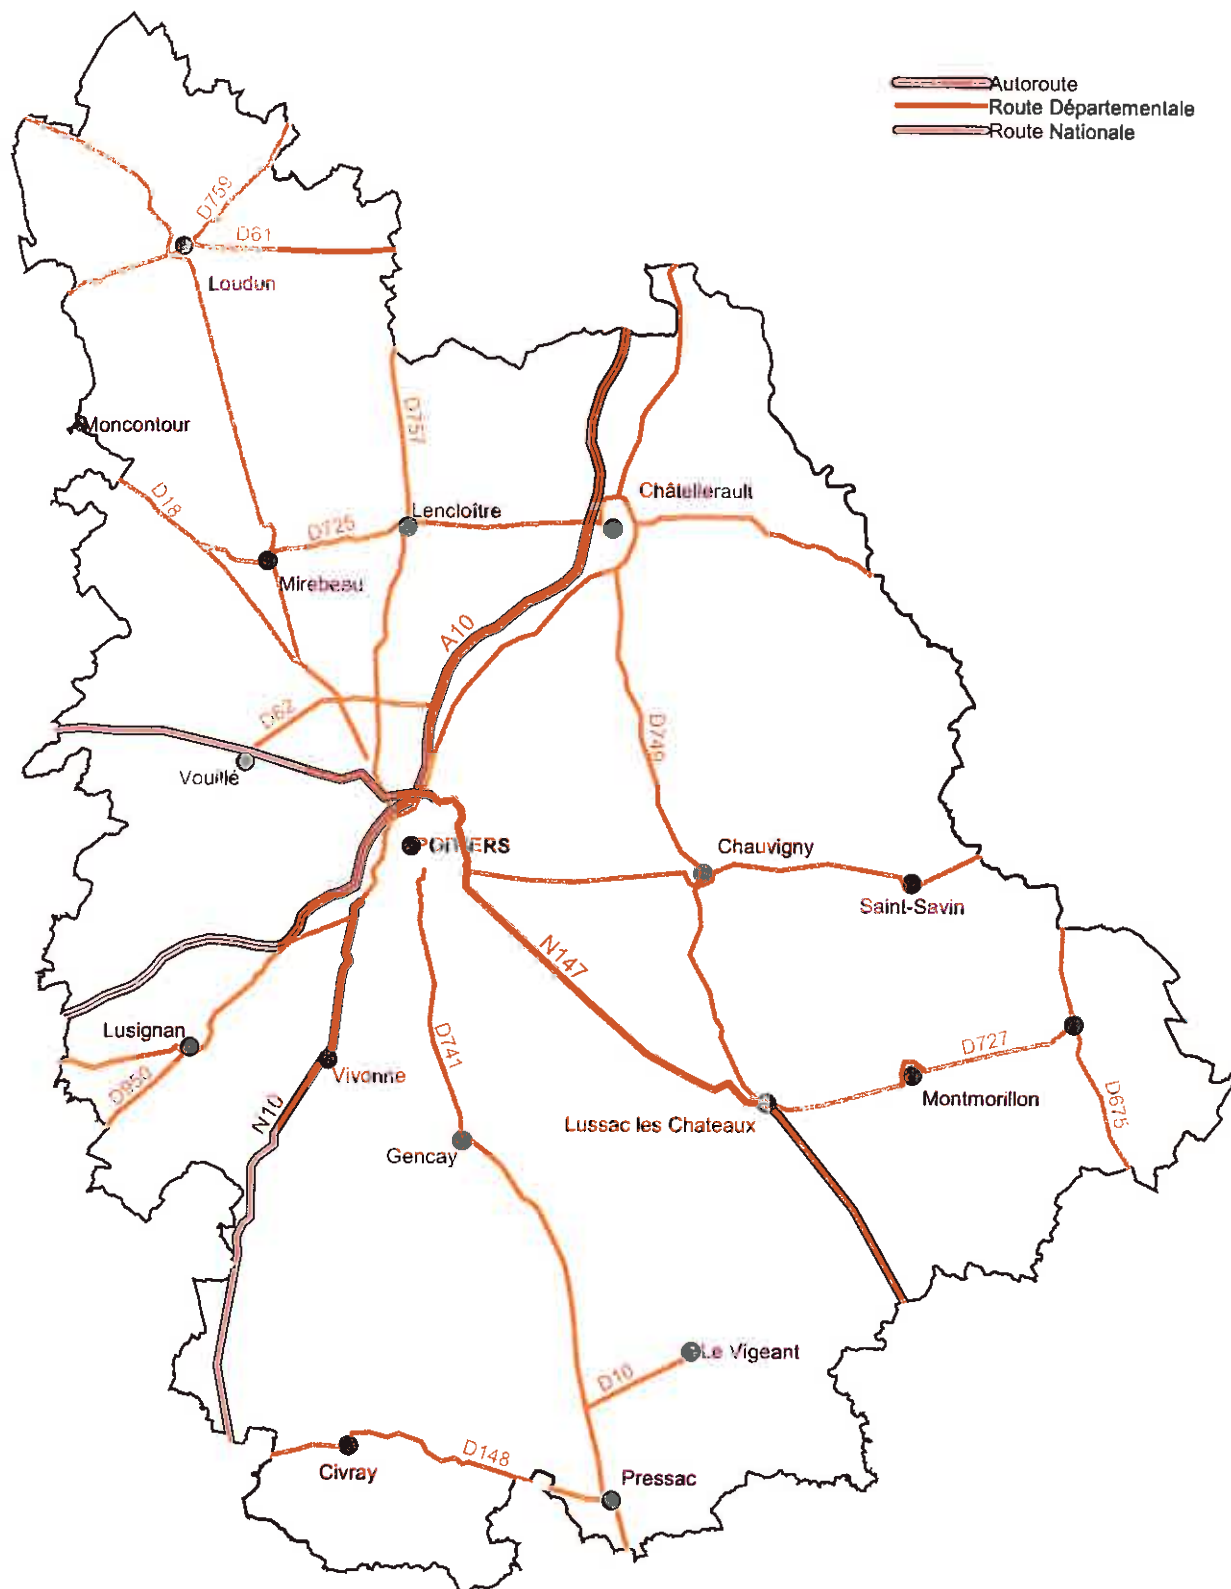 Autoroute
Route Départementale
Route Nationale
D759
D61
Loudun
Moncontour
D757
D18
Châtellerault
Lencloître
D725
Mirebeau
A10
D62
D749
Vouillé
POITIERS
Chauvigny
Saint-Savin
N147
Lusignan
D741
D727
D950
Vivonne
Montmorillon
D675
N10
Lussac les Chateaux
Gencay
Le Vigeant
D10
D148
Civray
Pressac